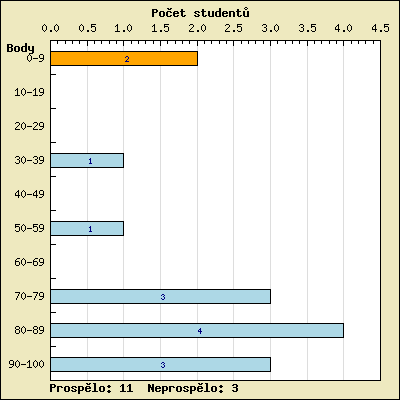 Počet studentů
0.0 0.5 1.0 1.5 2.0 2.5 3.0 3.5 4.0 4.5
Body
0-9 2
10-19
20-29
30-39 1
40-49
50-59 1
60-69
70-79 3
80-89 4
90-100 3
Prospělo: 11 Neprospělo: 3